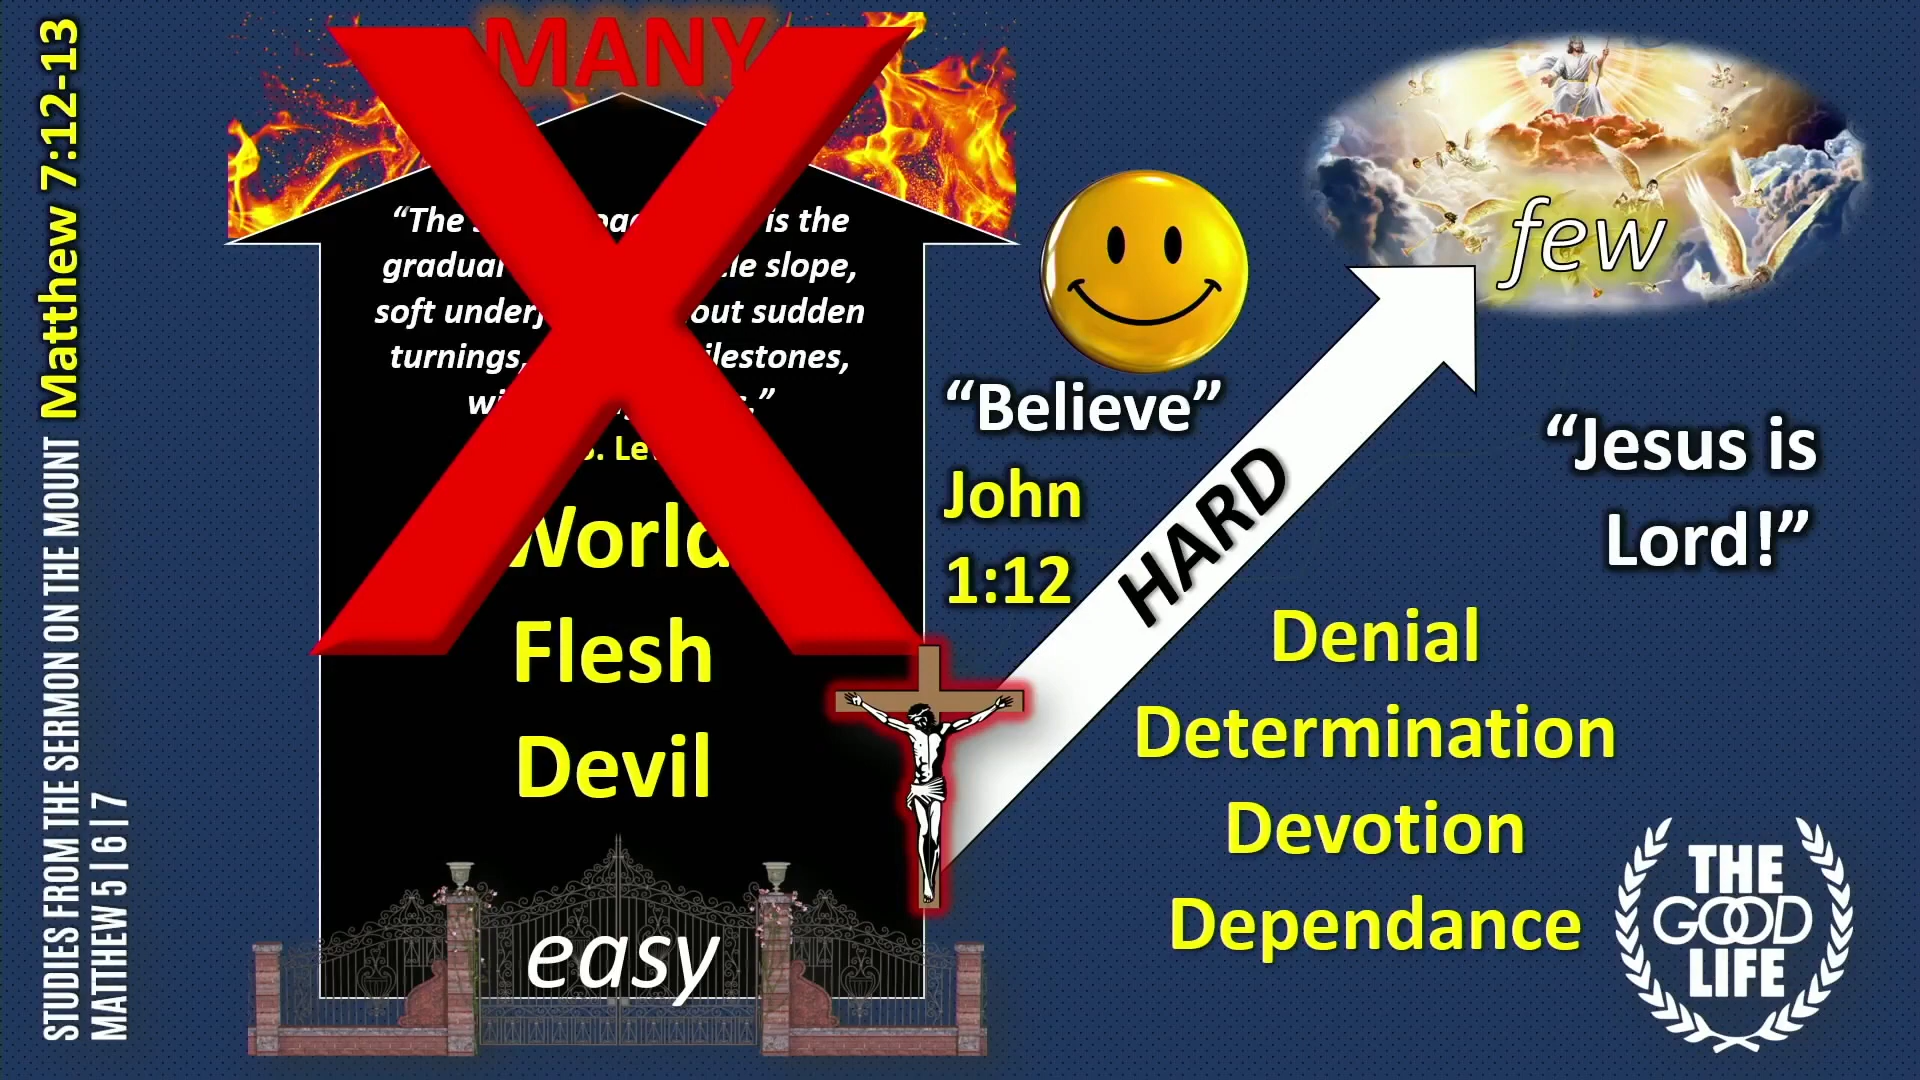 Matthew 7:12-13
STUDIES FROM THE SERMON ON THE MOUNT
MATTHEW 5 | 6 | 7
MANY
“The is the
gradual slope,
soft sudden
turnings,
.”
World
Flesh
Devil
easy
“Believe”
John
1:12
HARD
few
“Jesus is
Lord!”
Denial
Determination
Devotion
Dependance
THE
GOOD
LIFE